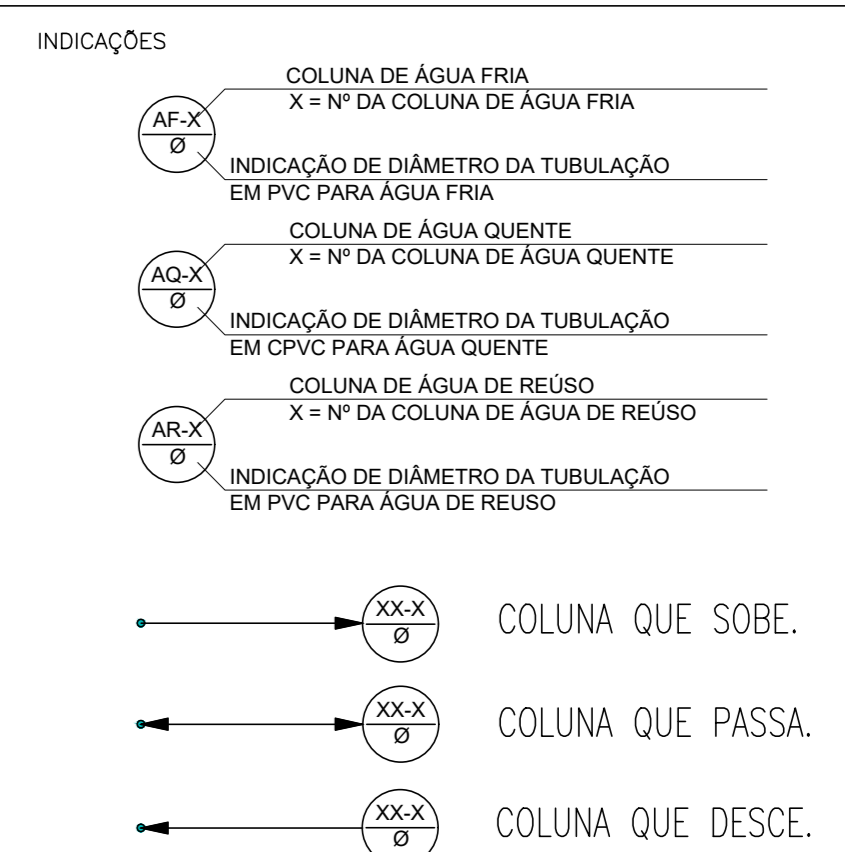 INDICAÇÕES
COLUNA DE ÁGUA FRIA
X = Nº DA COLUNA DE ÁGUA FRIA
AF-X
Ø
INDICAÇÃO DE DIÂMETRO DA TUBULAÇÃO
EM PVC PARA ÁGUA FRIA
COLUNA DE ÁGUA QUENTE
X = Nº DA COLUNA DE ÁGUA QUENTE
AQ-X
Ø
INDICAÇÃO DE DIÂMETRO DA TUBULAÇÃO
EM CPVC PARA ÁGUA QUENTE
COLUNA DE ÁGUA DE REÚSO
X = Nº DA COLUNA DE ÁGUA DE REÚSO
AR-X
Ø
INDICAÇÃO DE DIÂMETRO DA TUBULAÇÃO
EM PVC PARA ÁGUA DE REUSO
XX-X
Ø
COLUNA QUE SOBE.
XX-X
Ø
COLUNA QUE PASSA.
XX-X
Ø
COLUNA QUE DESCE.